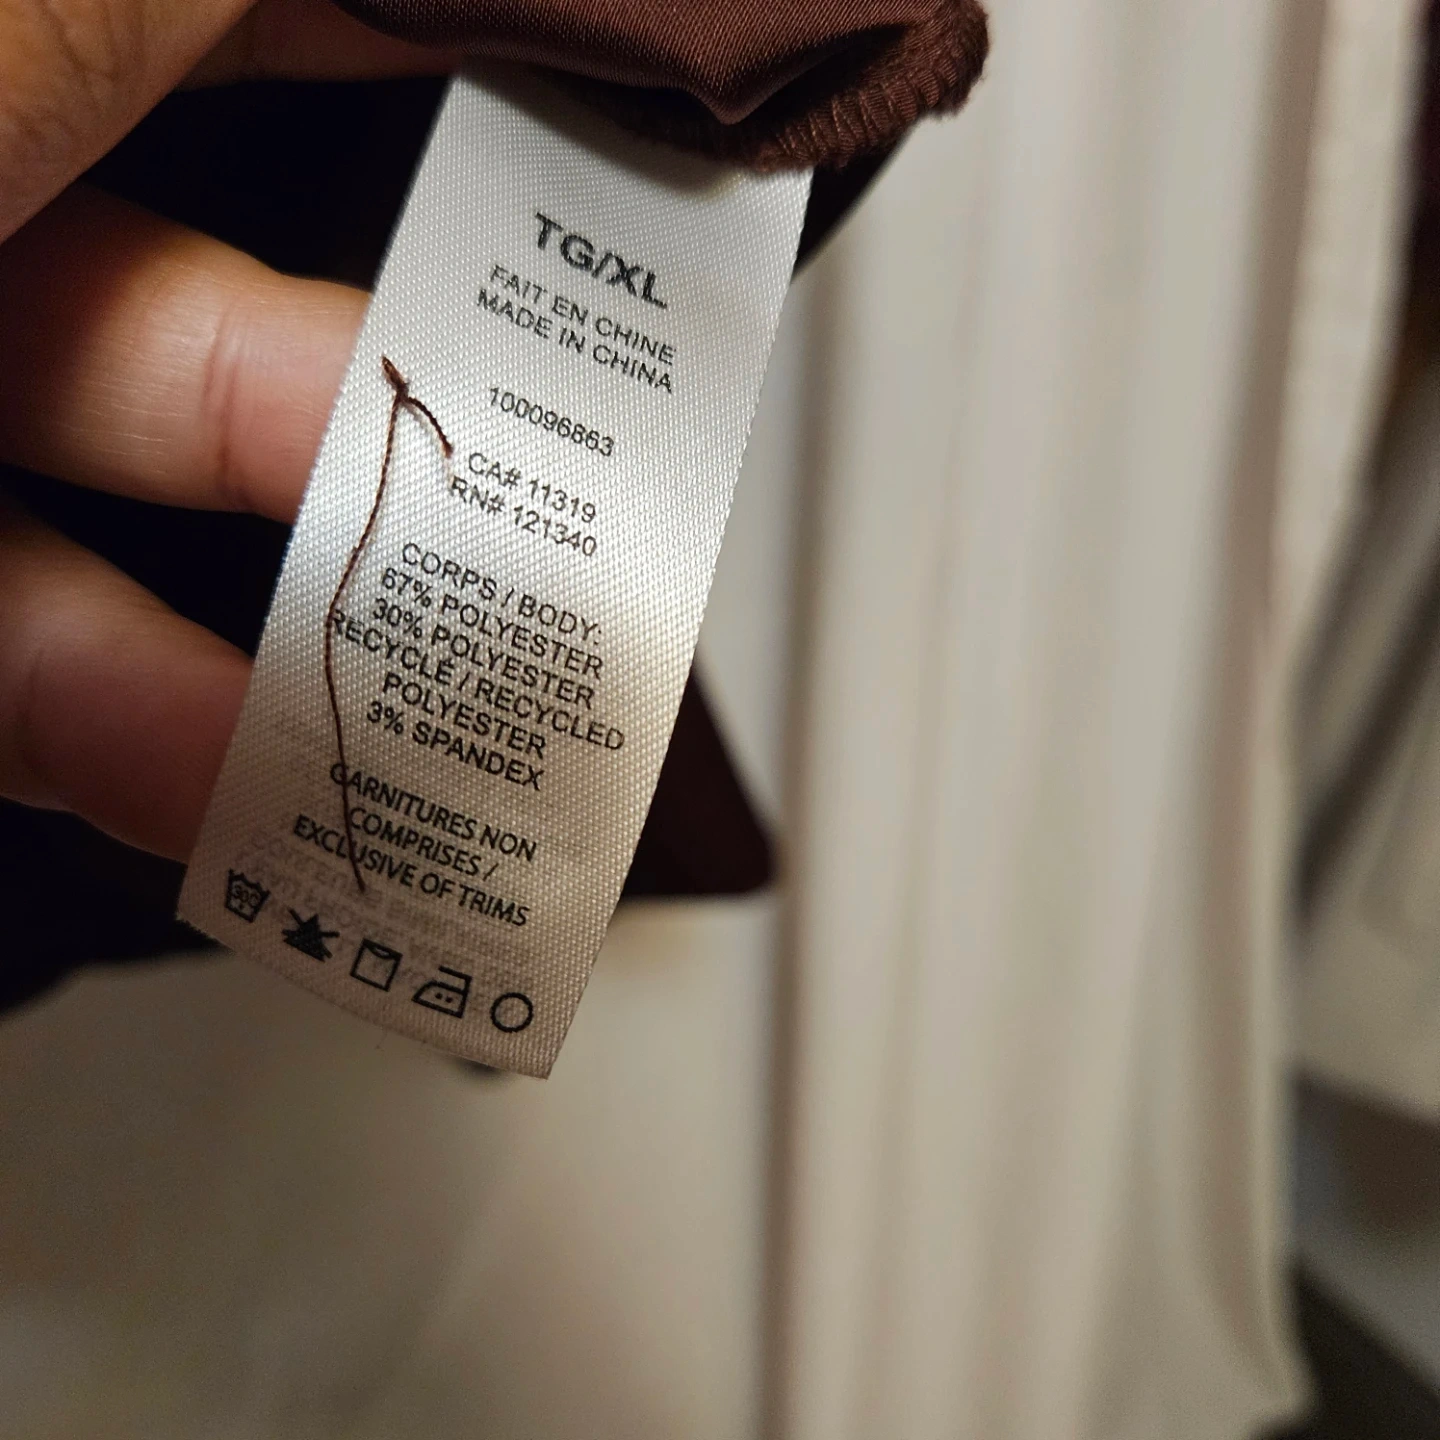 TG/XL
FAIT EN CHINE
MADE IN CHINA
100096863
CA# 11319
RN# 121340
CORPS / BODY:
67% POLYESTER
30% POLYESTER
RECYCLÉ / RECYCLED
POLYESTER
3% SPANDEX
GARNITURES NON
COMPRISES /
EXCLUSIVE OF TRIMS